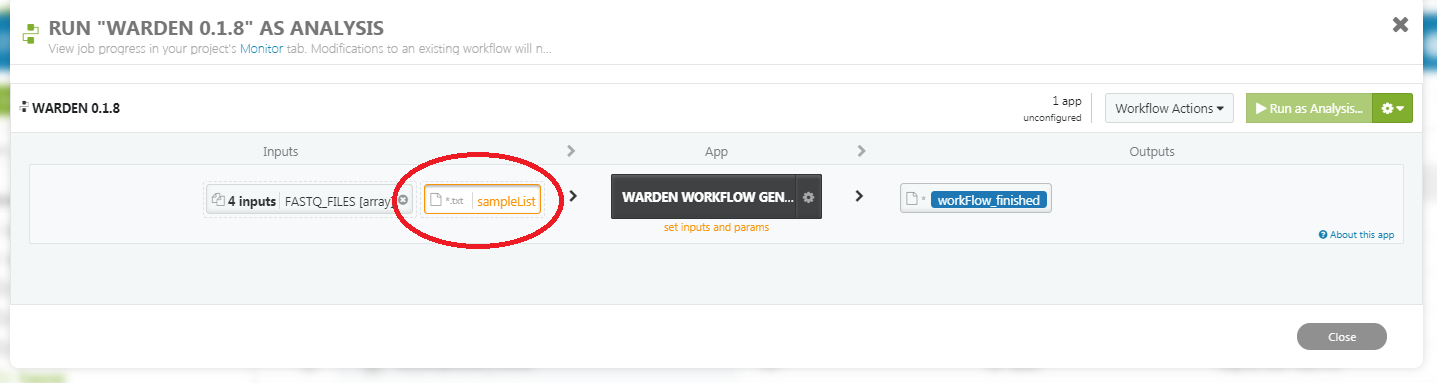 RUN "WARDEN 0.1.8" AS ANALYSIS
View job progress in your project's Monitor tab. Modifications to an existing workflow will n...
WARDEN 0.1.8
1 app
unconfigured
Workflow Actions
Run as Analysis...
Inputs
App
Outputs
4 inputs FASTQ_FILES [array]
*.txt sampleList
WARDEN WORKFLOW GEN...
* workFlow_finished
set inputs and params
About this app
Close